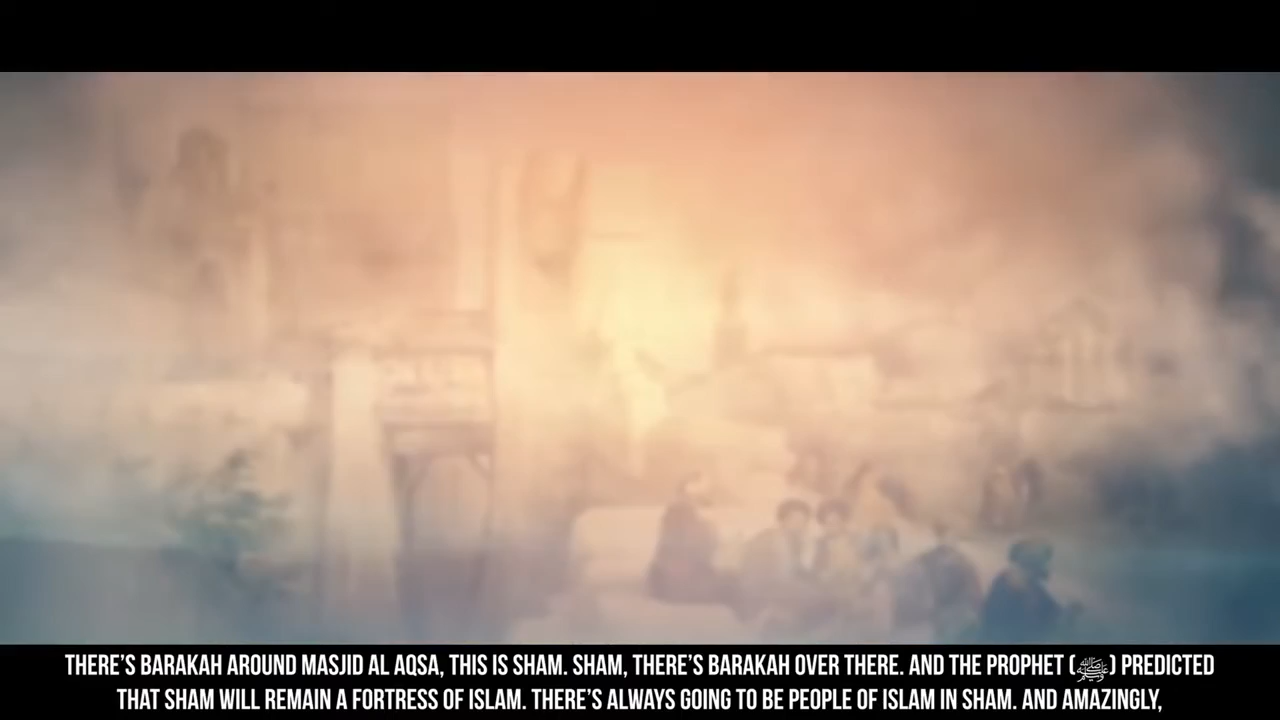 THERE'S BARAKAH AROUND MASJID AL AQSA, THIS IS SHAM. SHAM, THERE'S BARAKAH OVER THERE. AND THE PROPHET (ﷺ) PREDICTED
THAT SHAM WILL REMAIN A FORTRESS OF ISLAM. THERE'S ALWAYS GOING TO BE PEOPLE OF ISLAM IN SHAM. AND AMAZINGLY,